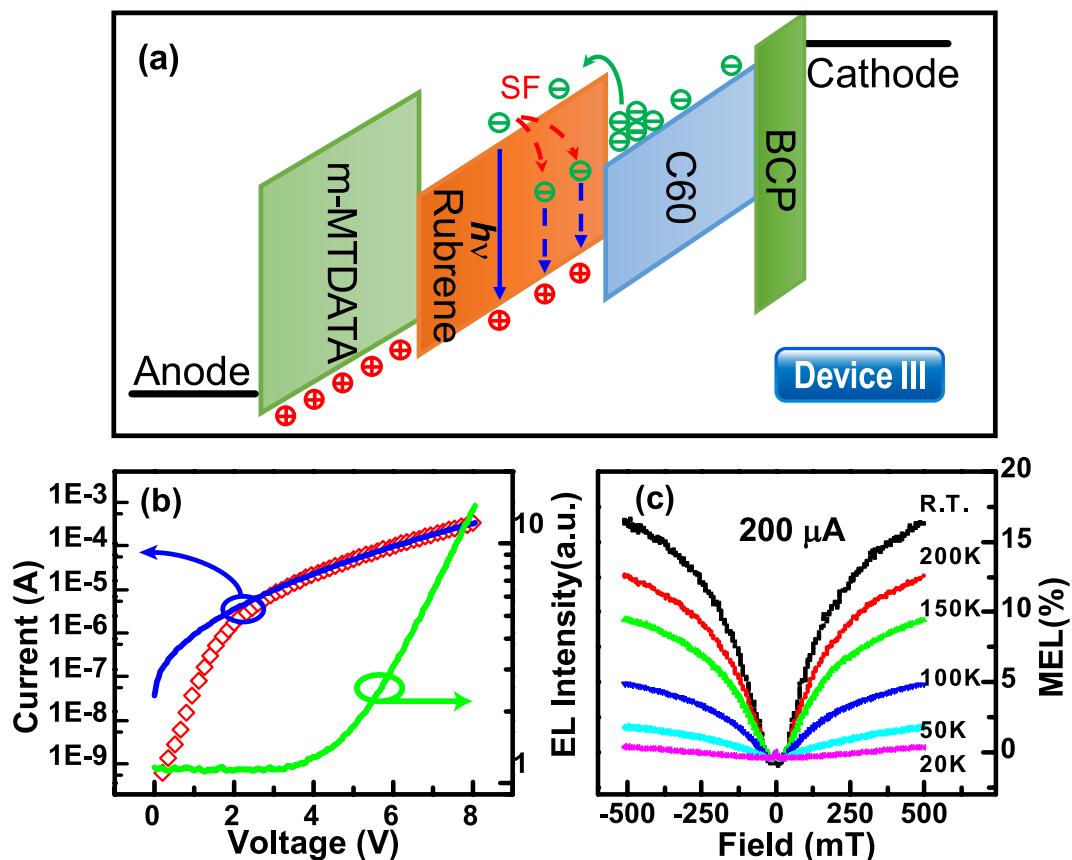 (a)
SF
Cathode
m-MTDATA
Rubrene
hν
C60
BCP
Anode
Device III
(b)
1E-3
1E-4
1E-5
1E-6
1E-7
1E-8
1E-9
Current (A)
0 2 4 6 8
Voltage (V)
10
1
EL Intensity(a.u.)
(c)
200 μA
R.T.
200K
150K
100K
50K
20K
20
15
10
5
0
MEL(%)
-500 -250 0 250 500
Field (mT)